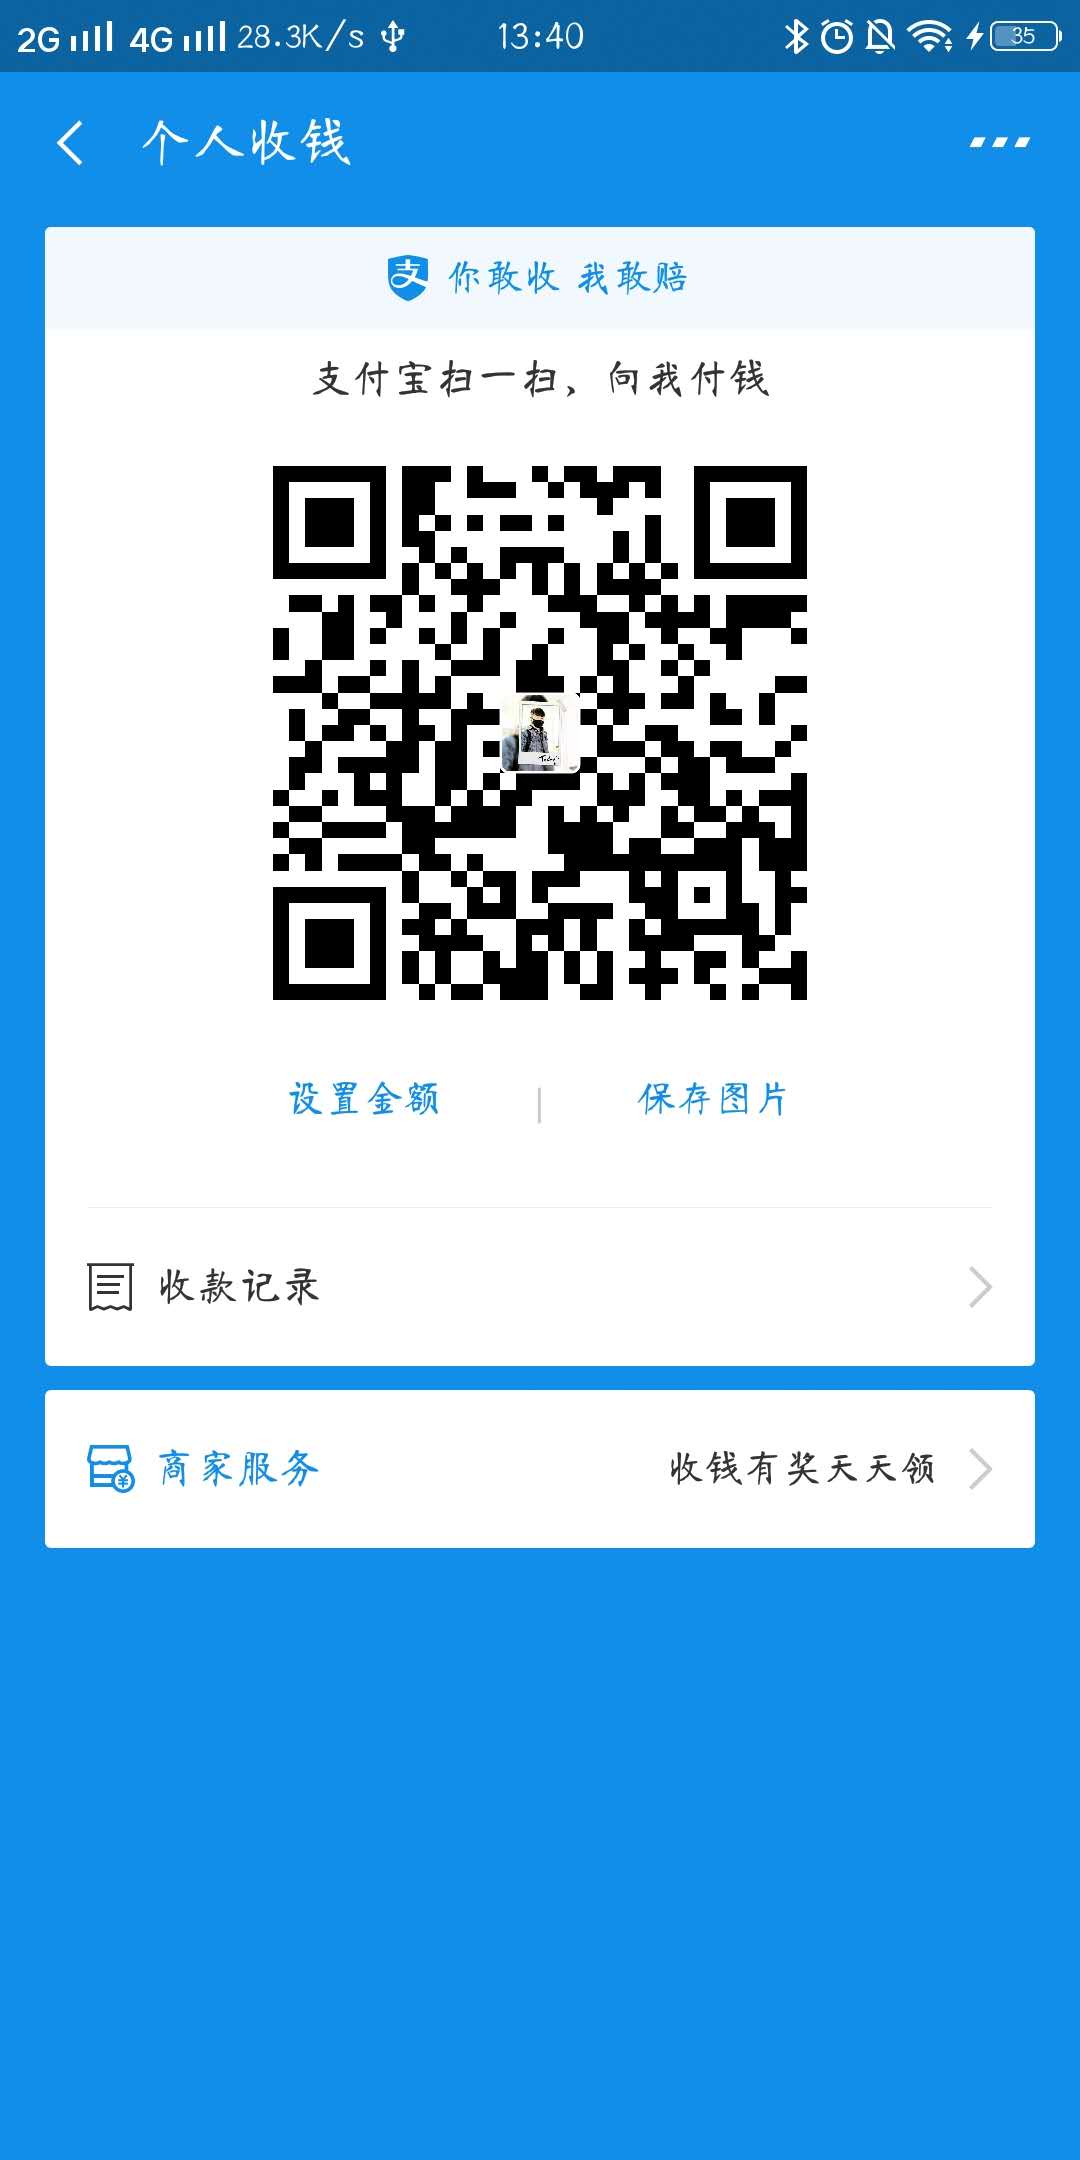 2G 4G 28.3K/s 13:40 35
个人收钱
支 你敢收 我敢赔
支付宝扫一扫，向我付钱
设置金额 | 保存图片
收款记录
商家服务 收钱有奖天天领